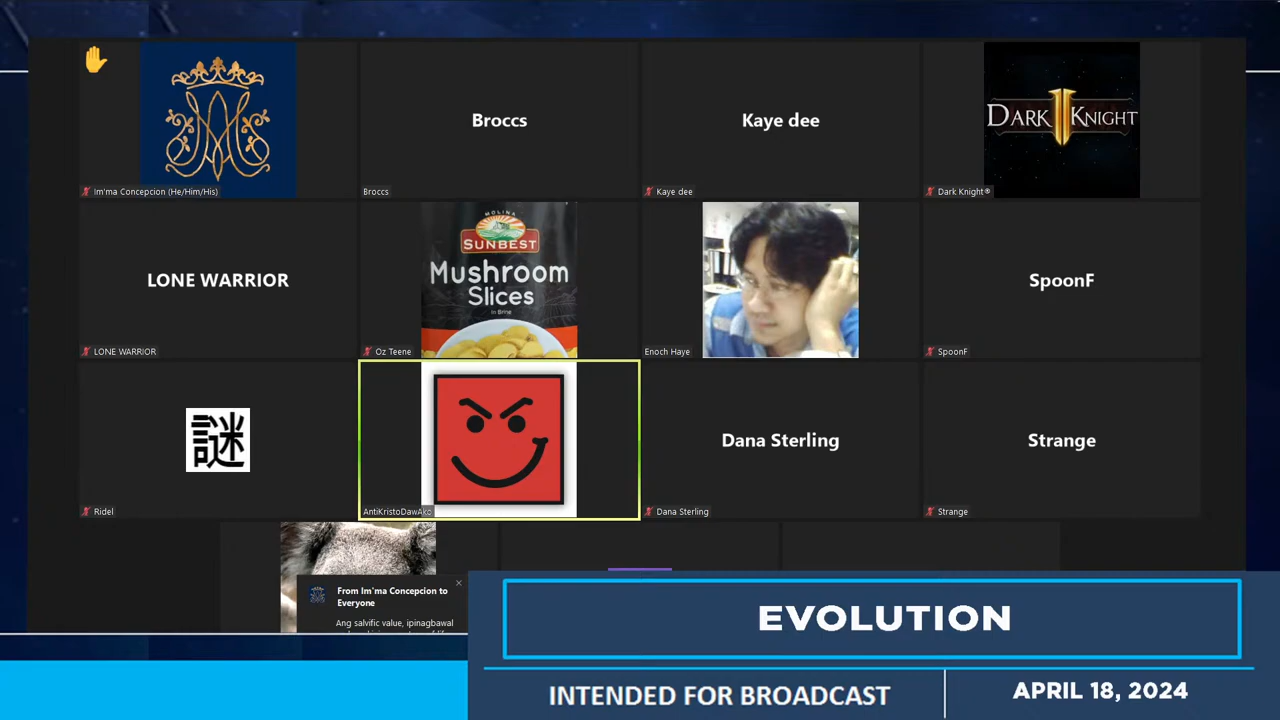 Im'ma Concepcion (He/Him/His)
Broccs
Broccs
Kaye dee
Kaye dee
DARK KNIGHT
Dark Knight®
LONE WARRIOR
LONE WARRIOR
MOLINA
SUNBEST
Mushroom
Slices
in Brine
Oz Teene
Enoch Haye
SpoonF
SpoonF
謎
Ridel
AntiKristoDawAko
Dana Sterling
Dana Sterling
Strange
Strange
From Im'ma Concepcion to
Everyone
Ang salvific value, ipinagbawal
EVOLUTION
INTENDED FOR BROADCAST
APRIL 18, 2024